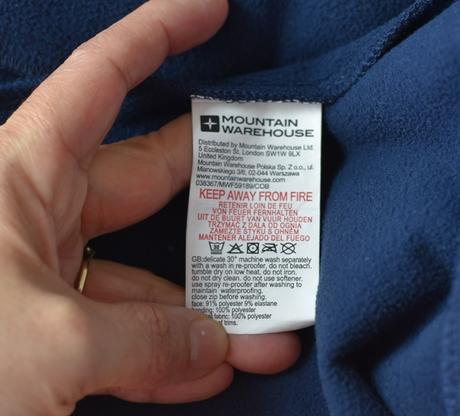 MOUNTAIN
WAREHOUSE
Distributed by Mountain Warehouse Ltd.
5 Eccleston St, London SW1W 9LX
United Kingdom
Mountain Warehouse Polska Sp. Z o.o, ul.
Mianowskiego 3/6, 02-044 Warszawa
www.mountainwarehouse.com
038367/MWF59189/COB
KEEP AWAY FROM FIRE
RETENIR LOIN DE FEU
VON FEUER FERNHALTEN
UIT DE BUURT VAN VUUR HOUDEN
TRZYMAĆ Z DALA OD OGNIA
ZAMEZTE STYKU S OHNĚM
MANTENER ALEJADO DEL FUEGO
GB:delicate 30° machine wash separately
with a wash in re-proofer. do not bleach.
tumble dry on low heat. do not iron.
do not dry clean. do not use softener.
use spray re-proofer after washing to
maintain waterproofing.
close zip before washing.
face: 91% polyester 9% elastane
100% polyester
fabric: 100% polyester
of trims.